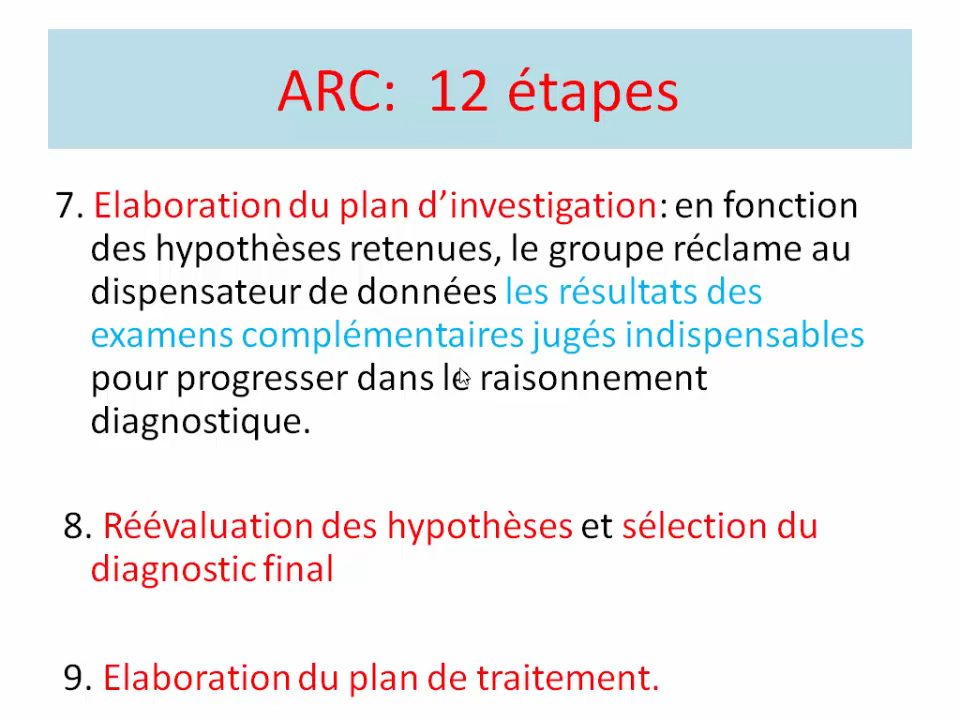 ARC: 12 étapes
7. Elaboration du plan d’investigation: en fonction
des hypothèses retenues, le groupe réclame au
dispensateur de données les résultats des
examens complémentaires jugés indispensables
pour progresser dans le raisonnement
diagnostique.
8. Réévaluation des hypothèses et sélection du
diagnostic final
9. Elaboration du plan de traitement.